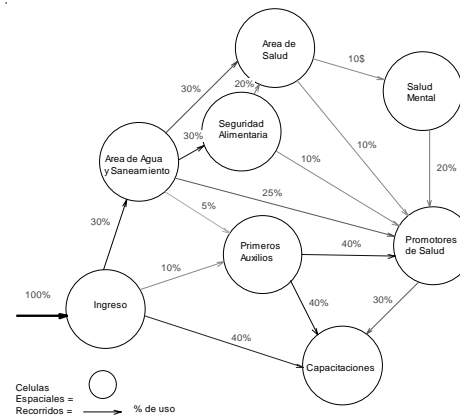 Area de
Salud
10$
30%
20%
Salud
Mental
Seguridad
Alimentaria
30%
10%
Area de Agua
y Saneamiento
10%
20%
25%
5%
30%
Primeros
Auxilios
40%
Promotores
de Salud
10%
100%
Ingreso
40%
30%
40%
Capacitaciones
Celulas
Espaciales =
Recorridos =
% de uso